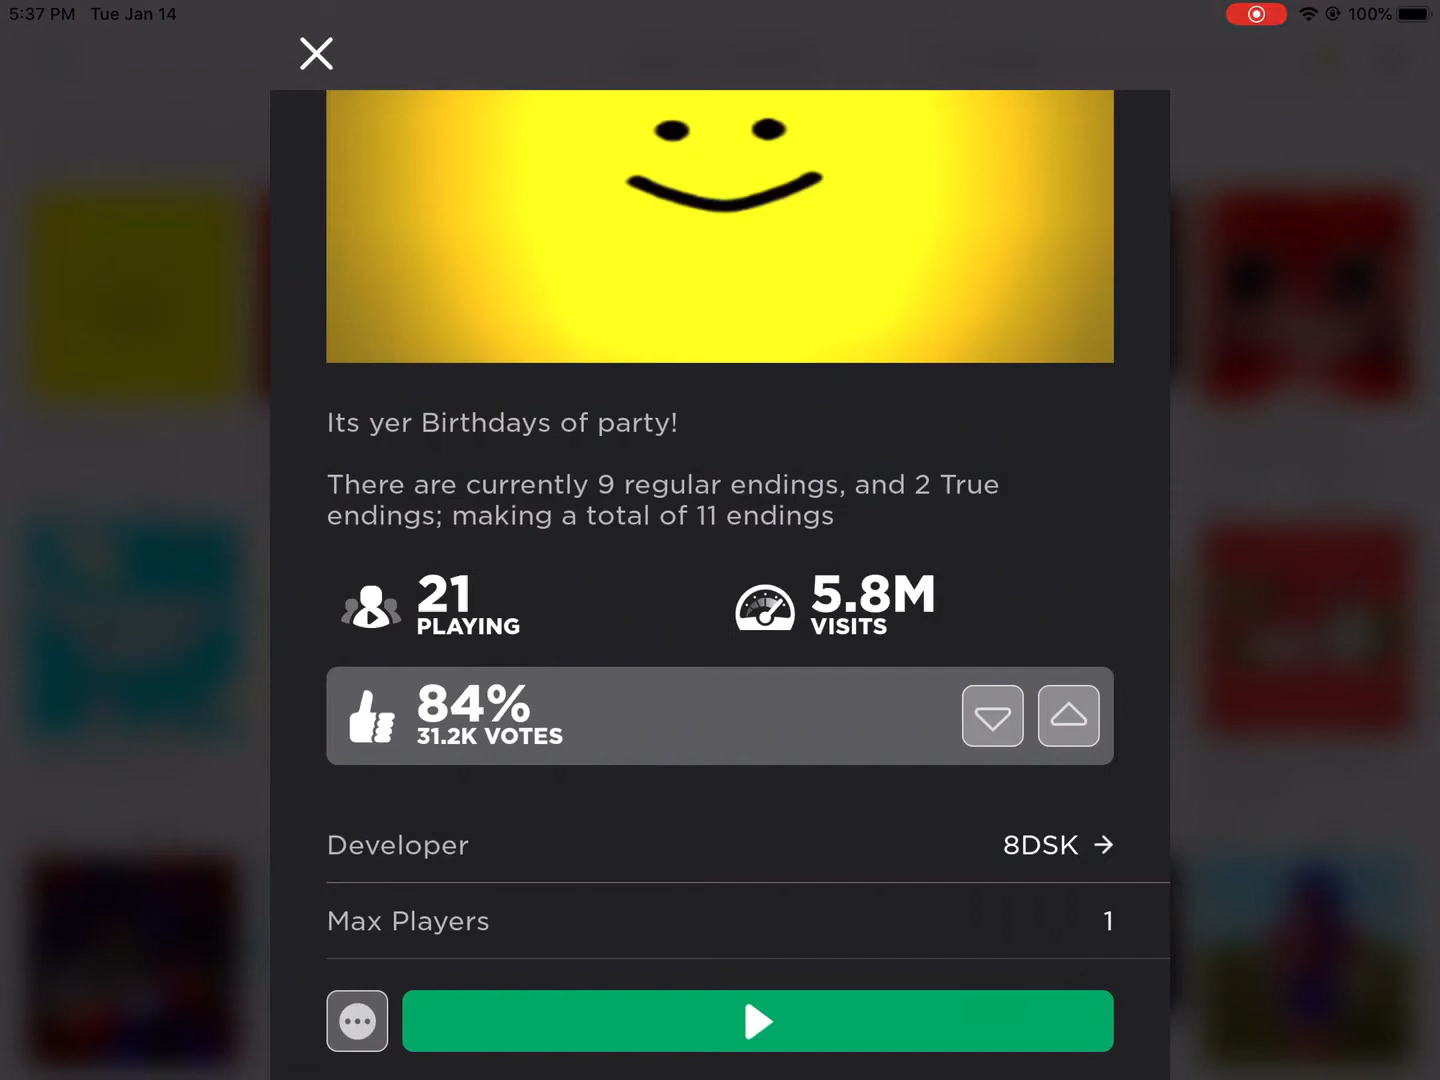 5:37 PM Tue Jan 14
100%
Its yer Birthdays of party!
There are currently 9 regular endings, and 2 True
endings; making a total of 11 endings
21
PLAYING
5.8M
VISITS
84%
31.2K VOTES
Developer
8DSK
Max Players
1